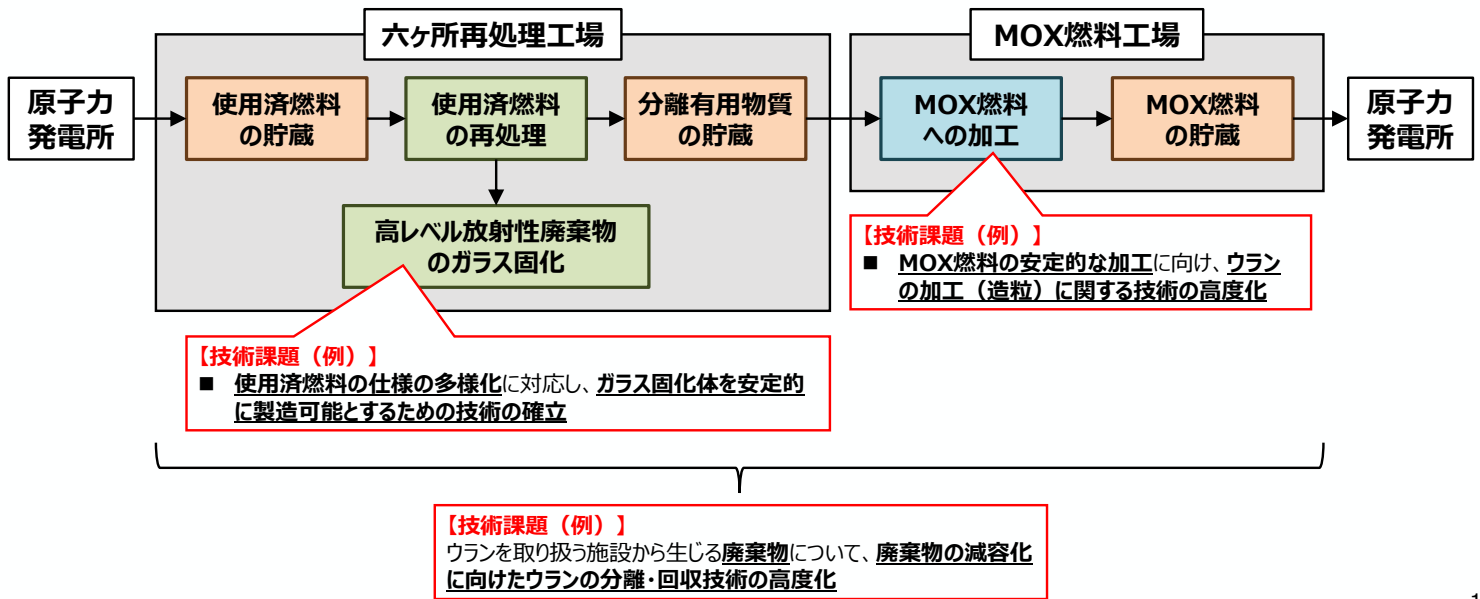 六ヶ所再処理工場
MOX燃料工場
原子力
発電所
使用済燃料
の貯蔵
使用済燃料
の再処理
分離有用物質
の貯蔵
MOX燃料
への加工
MOX燃料
の貯蔵
原子力
発電所
高レベル放射性廃棄物
のガラス固化
【技術課題（例）】
■ MOX燃料の安定的な加工に向け、ウラン
の加工（造粒）に関する技術の高度化
【技術課題（例）】
■ 使用済燃料の仕様の多様化に対応し、ガラス固化体を安定的
に製造可能とするための技術の確立
【技術課題（例）】
ウランを取り扱う施設から生じる廃棄物について、廃棄物の減容化
に向けたウランの分離・回収技術の高度化